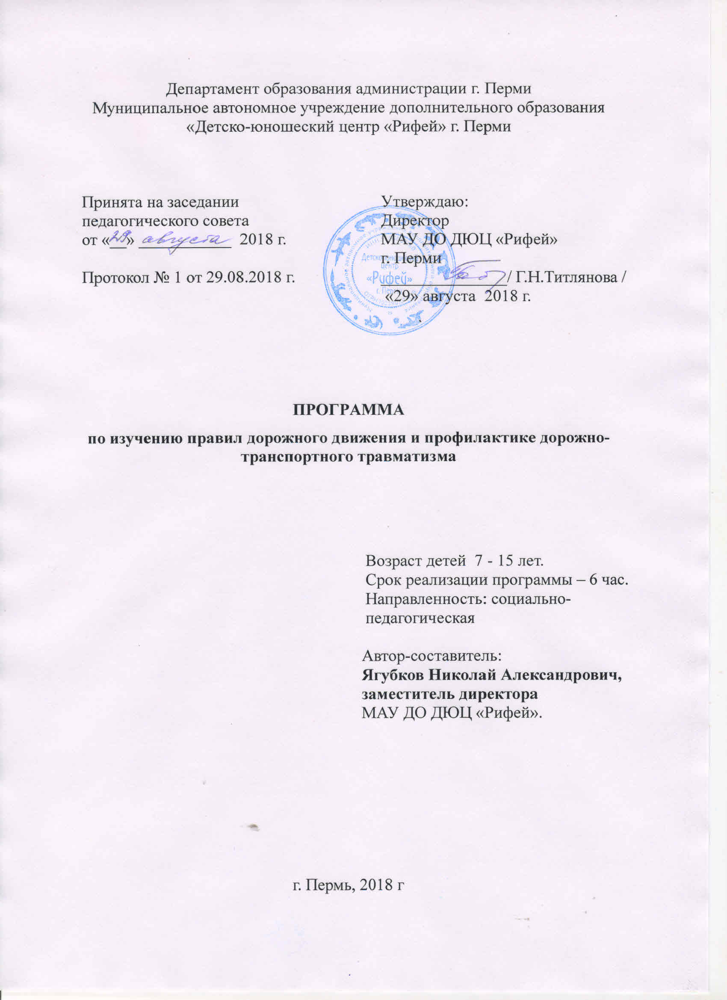 Департамент образования администрации г. Перми
Муниципальное автономное учреждение дополнительного образования
«Детско-юношеский центр «Рифей» г. Перми
Принята на заседании
педагогического совета
от «29» августа 2018 г.
Протокол № 1 от 29.08.2018 г.
Утверждаю:
Директор
МАУ ДО ДЮЦ «Рифей»
г. Перми
/ Г.Н.Титлянова /
«29» августа 2018 г.
Детско-юношеский
центр
«Рифей»
г. Перми
ПРОГРАММА
по изучению правил дорожного движения и профилактике дорожно-
транспортного травматизма
Возраст детей 7 - 15 лет.
Срок реализации программы – 6 час.
Направленность: социально-
педагогическая
Автор-составитель:
Ягубков Николай Александрович,
заместитель директора
МАУ ДО ДЮЦ «Рифей».
г. Пермь, 2018 г